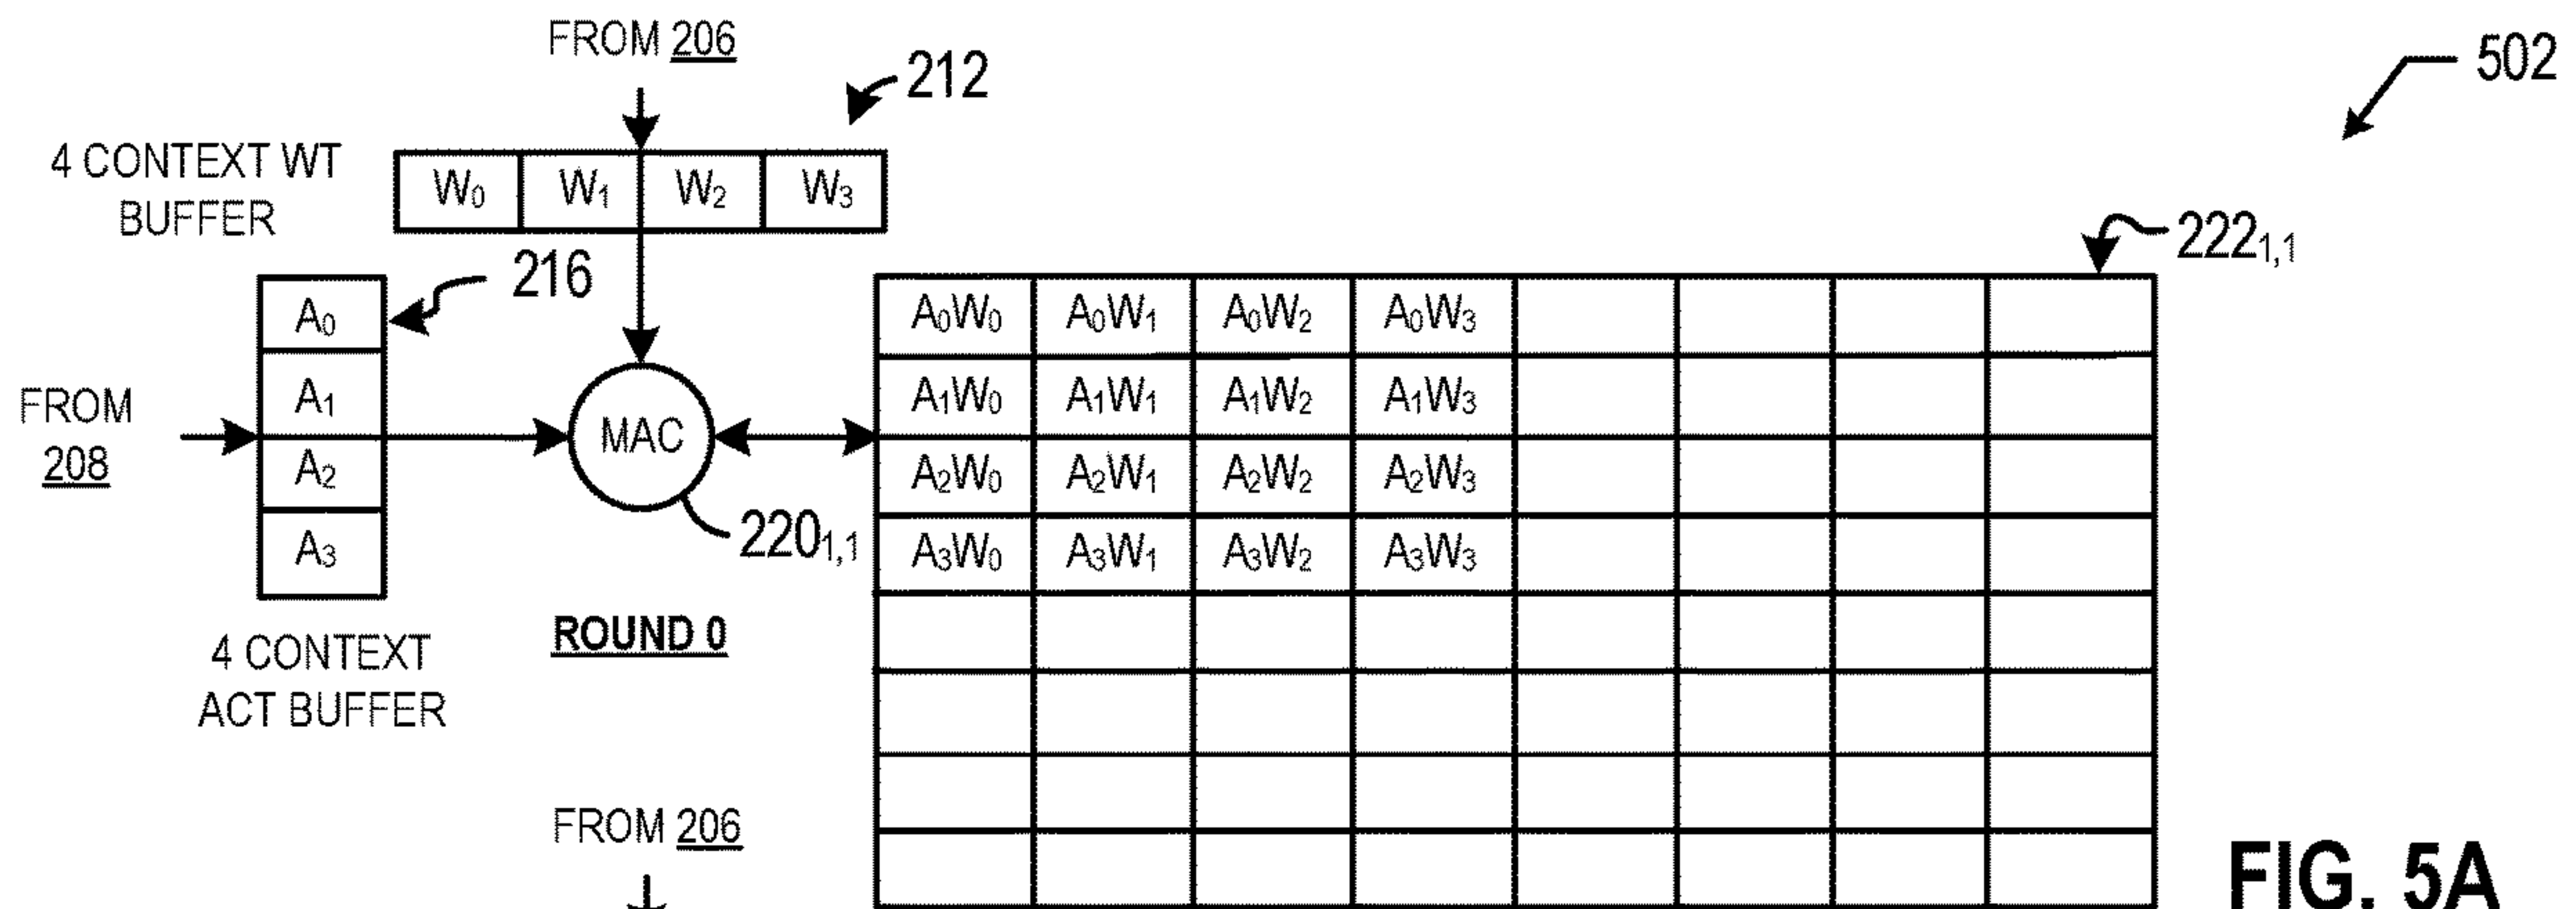 FROM 206
212
502
4 CONTEXT WT
BUFFER
W₀ W₁ W₂ W₃
222₁,₁
216
A₀
A₁
A₂
A₃
FROM
208
MAC
220₁,₁
A₀W₀ A₀W₁ A₀W₂ A₀W₃
A₁W₀ A₁W₁ A₁W₂ A₁W₃
A₂W₀ A₂W₁ A₂W₂ A₂W₃
A₃W₀ A₃W₁ A₃W₂ A₃W₃
ROUND 0
4 CONTEXT
ACT BUFFER
FROM 206
FIG. 5A